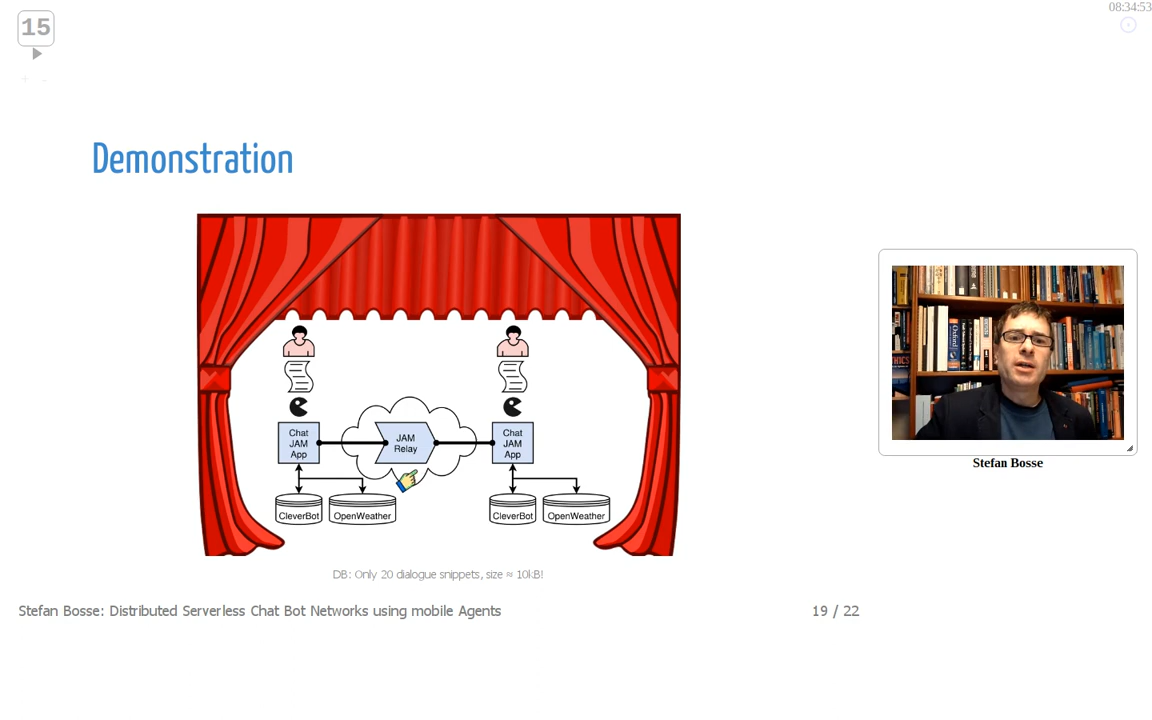 15
08:34:53
+ -
Demonstration
Chat
JAM
App
JAM
Relay
Chat
JAM
App
CleverBot
OpenWeather
CleverBot
OpenWeather
DB: Only 20 dialogue snippets, size ≈ 10kB!
Oxford
Stefan Bosse
Stefan Bosse: Distributed Serverless Chat Bot Networks using mobile Agents
19 / 22